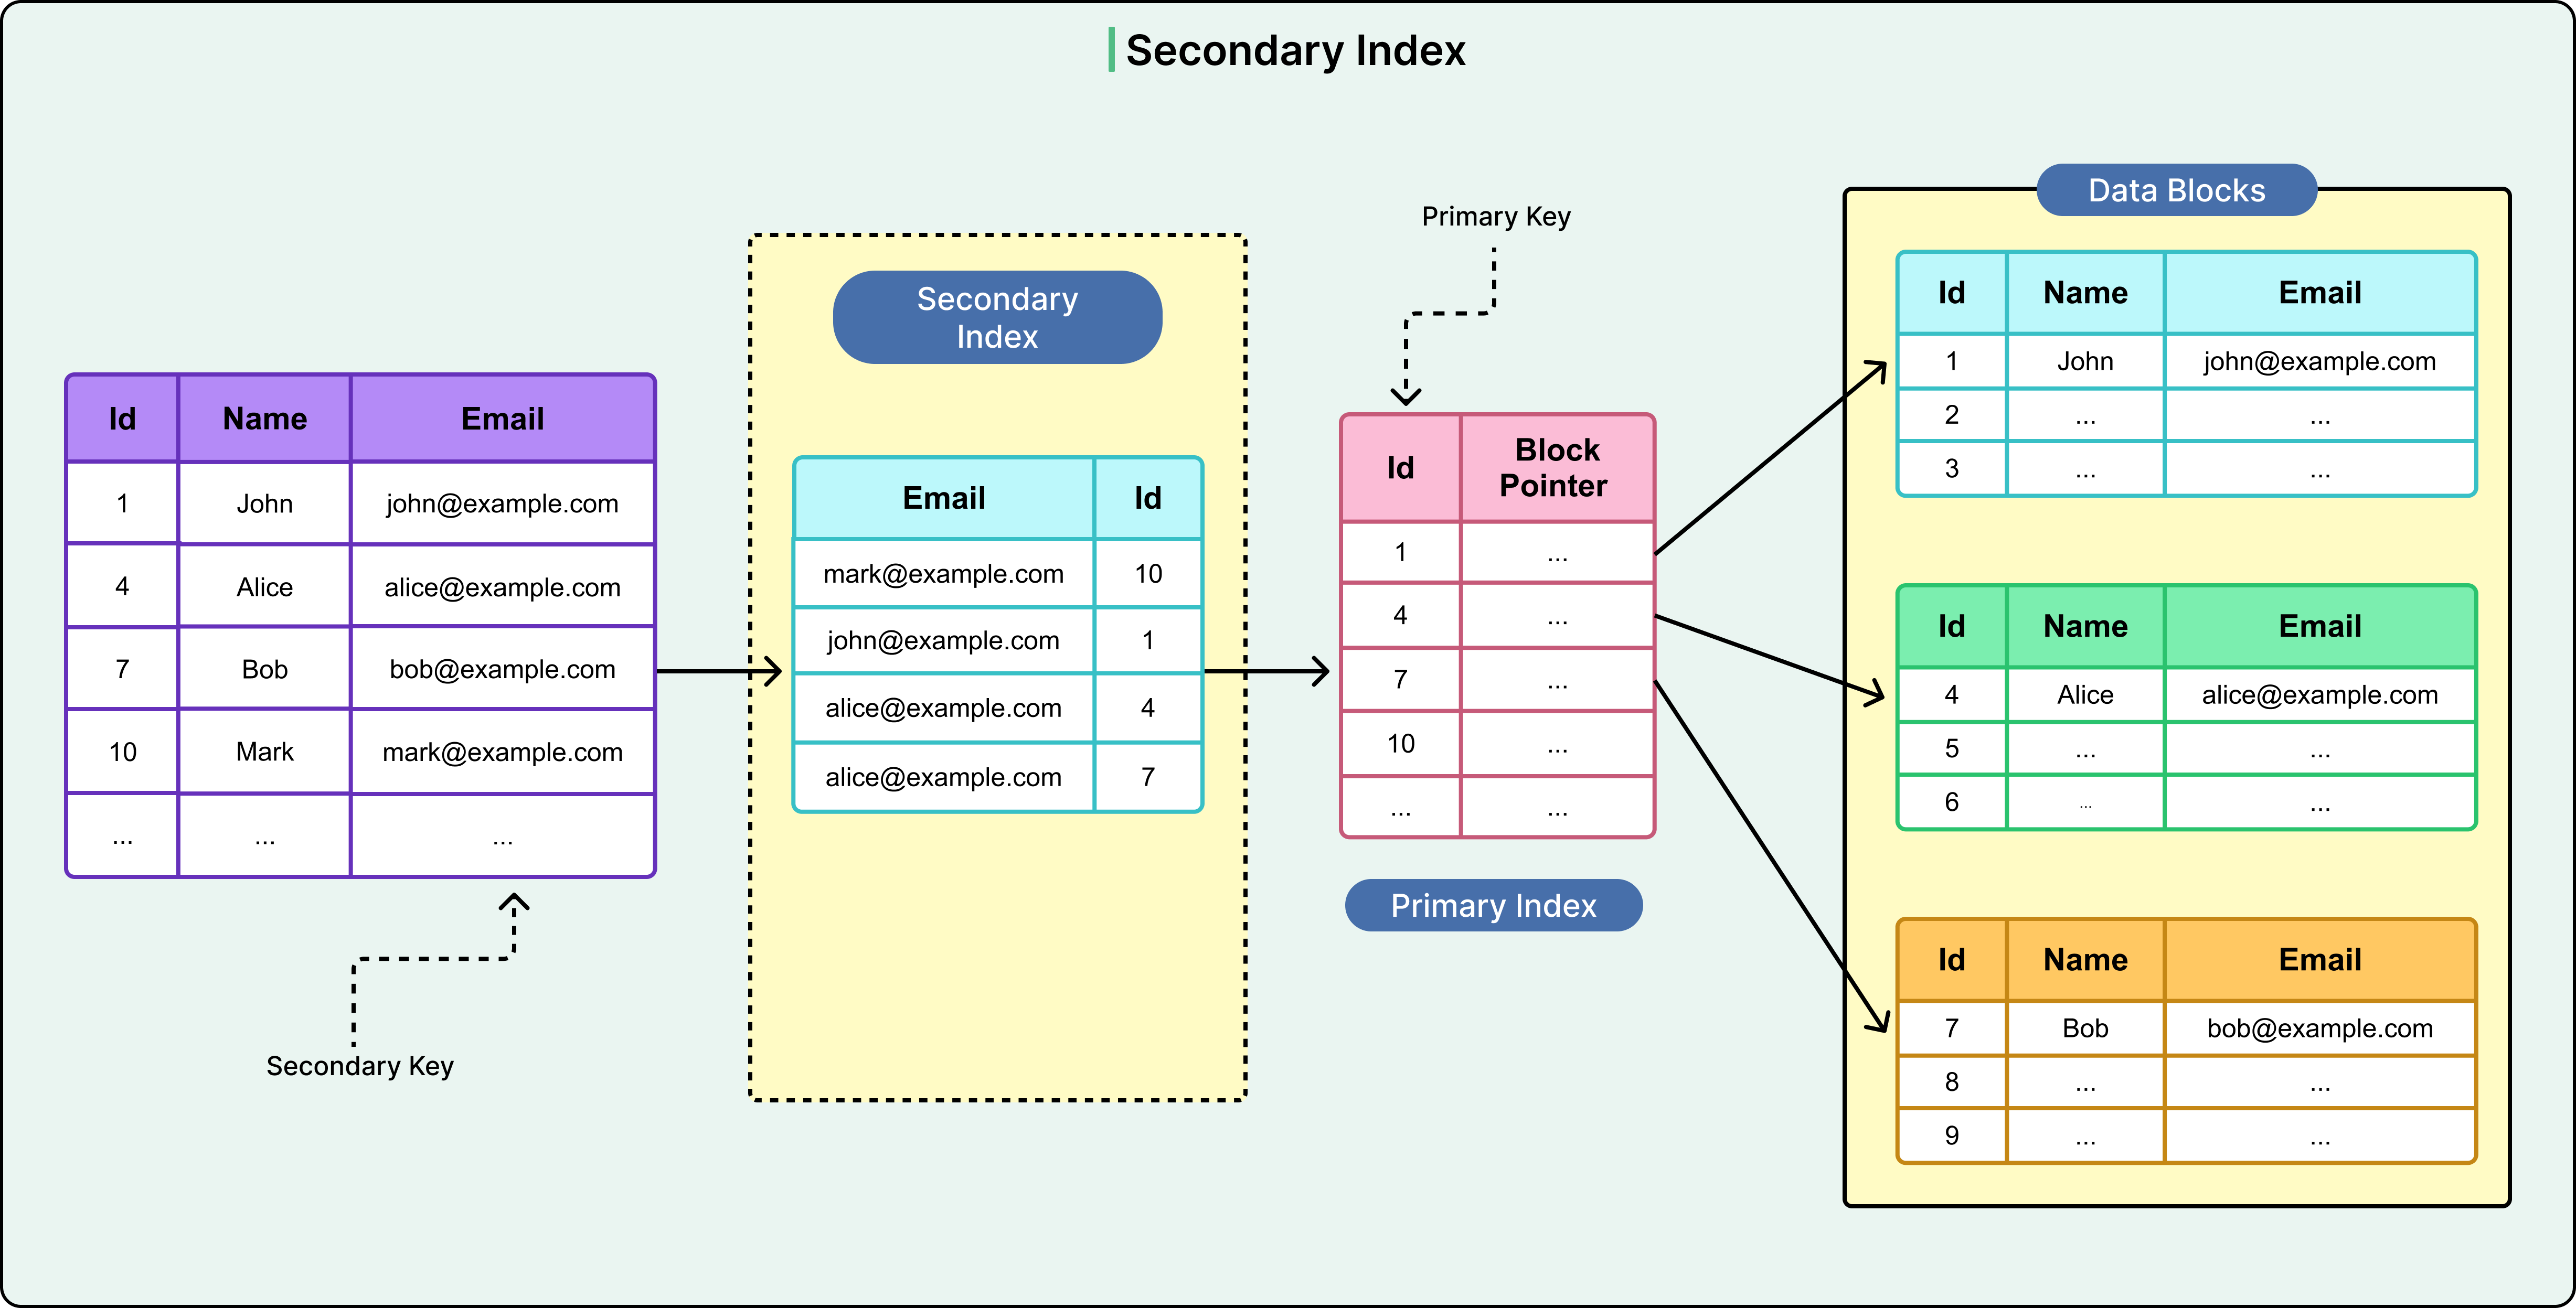 Secondary Index
Id Name Email
1 John john@example.com
4 Alice alice@example.com
7 Bob bob@example.com
10 Mark mark@example.com
... ... ...
Secondary Key
Secondary
Index
Email Id
mark@example.com 10
john@example.com 1
alice@example.com 4
alice@example.com 7
Primary Key
Id Block
Pointer
1 ...
4 ...
7 ...
10 ...
... ...
Primary Index
Data Blocks
Id Name Email
1 John john@example.com
2 ... ...
3 ... ...
Id Name Email
4 Alice alice@example.com
5 ... ...
6 ... ...
Id Name Email
7 Bob bob@example.com
8 ... ...
9 ... ...